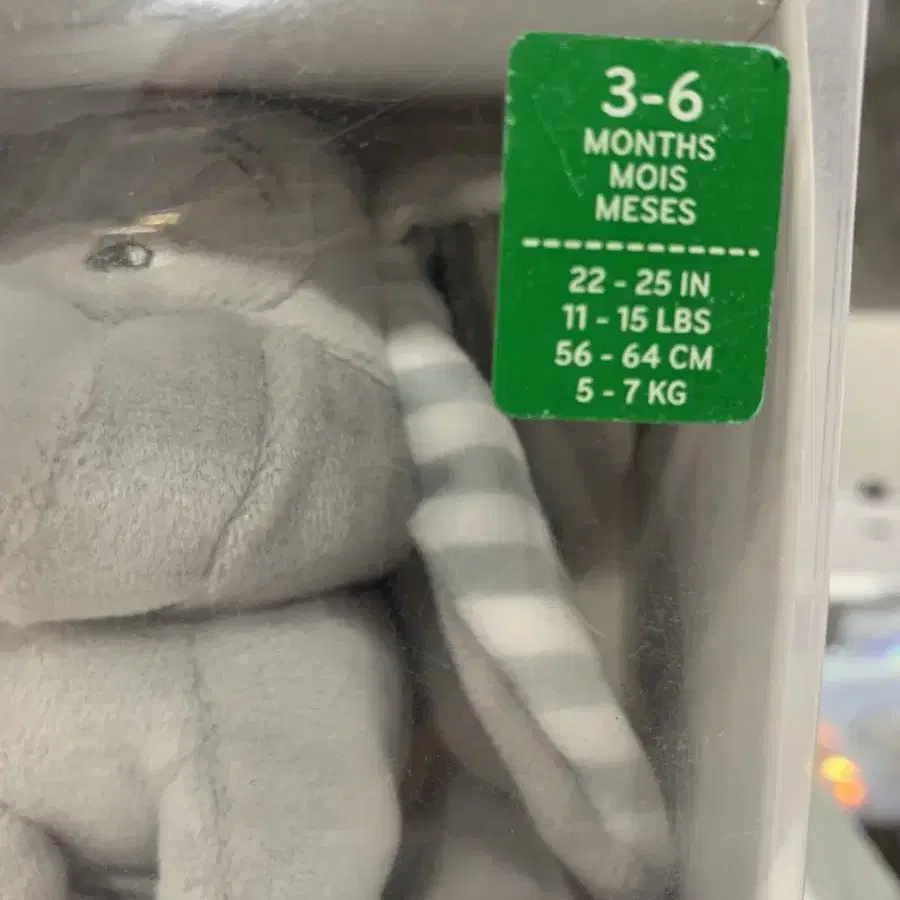 3-6
MONTHS
MOIS
MESES
22 - 25 IN
11 - 15 LBS
56 - 64 CM
5 - 7 KG